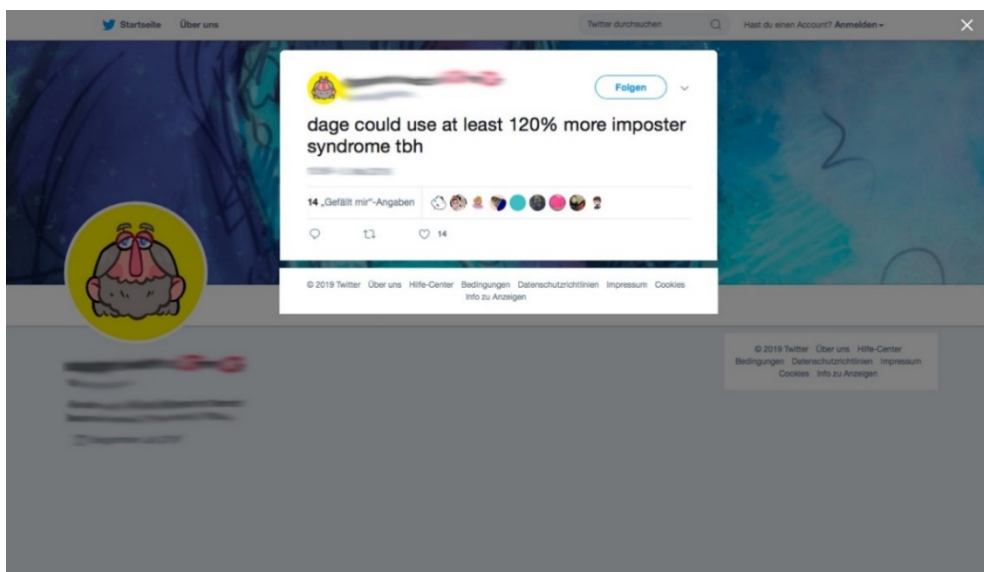 Startseite Über uns
Twitter durchsuchen
Hast du einen Account? Anmelden
Folgen
dage could use at least 120% more imposter
syndrome tbh
14 „Gefällt mir"-Angaben
14
© 2019 Twitter Über uns Hilfe-Center Bedingungen Datenschutzrichtlinien Impressum Cookies
Info zu Anzeigen
© 2019 Twitter Über uns Hilfe-Center
Bedingungen Datenschutzrichtlinien Impressum
Cookies Info zu Anzeigen